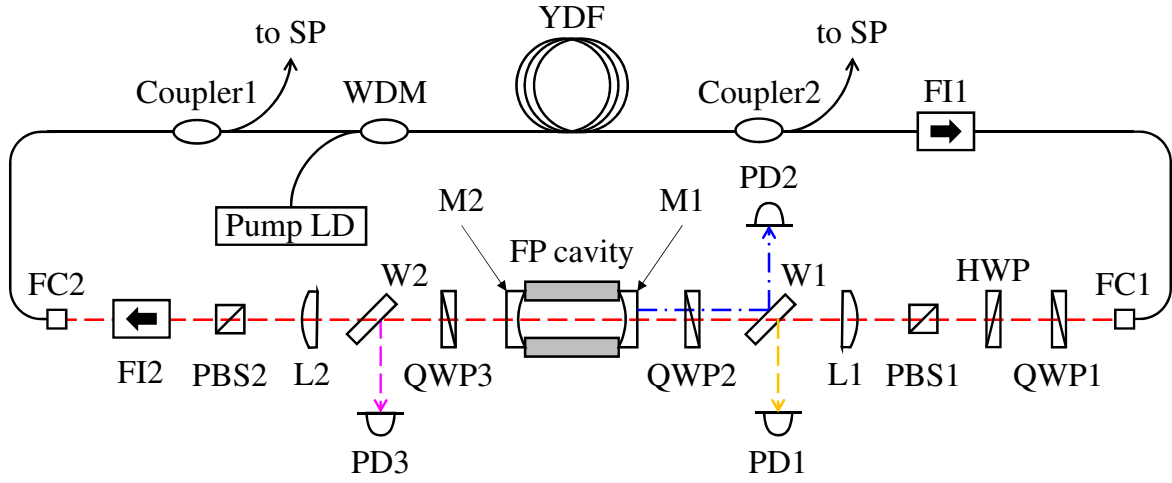 YDF
to SP
to SP
Coupler1
WDM
Coupler2
FI1
PD2
M2
M1
Pump LD
FP cavity
W2
W1
HWP
FC2
FC1
FI2
PBS2
L2
QWP3
QWP2
L1
PBS1
QWP1
PD3
PD1